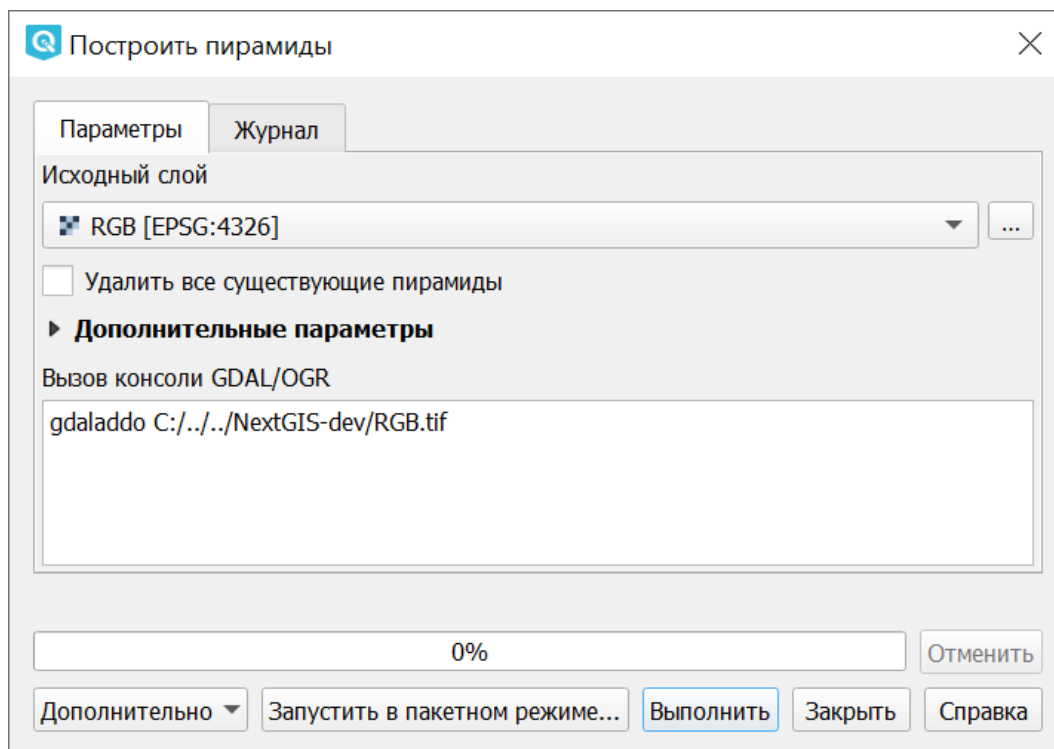 Построить пирамиды
Параметры
Журнал
Исходный слой
RGB [EPSG:4326]
...
Удалить все существующие пирамиды
Дополнительные параметры
Вызов консоли GDAL/OGR
gdaladdo C:/../../NextGIS-dev/RGB.tif
0%
Отменить
Дополнительно
Запустить в пакетном режиме...
Выполнить
Закрыть
Справка